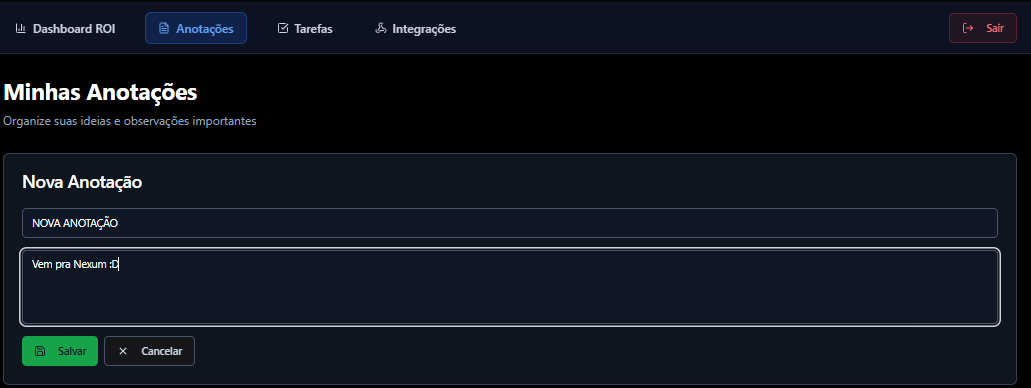 Dashboard ROI Anotações Tarefas Integrações Sair
Minhas Anotações
Organize suas ideias e observações importantes
Nova Anotação
NOVA ANOTAÇÃO
Vem pra Nexum :D
Salvar Cancelar